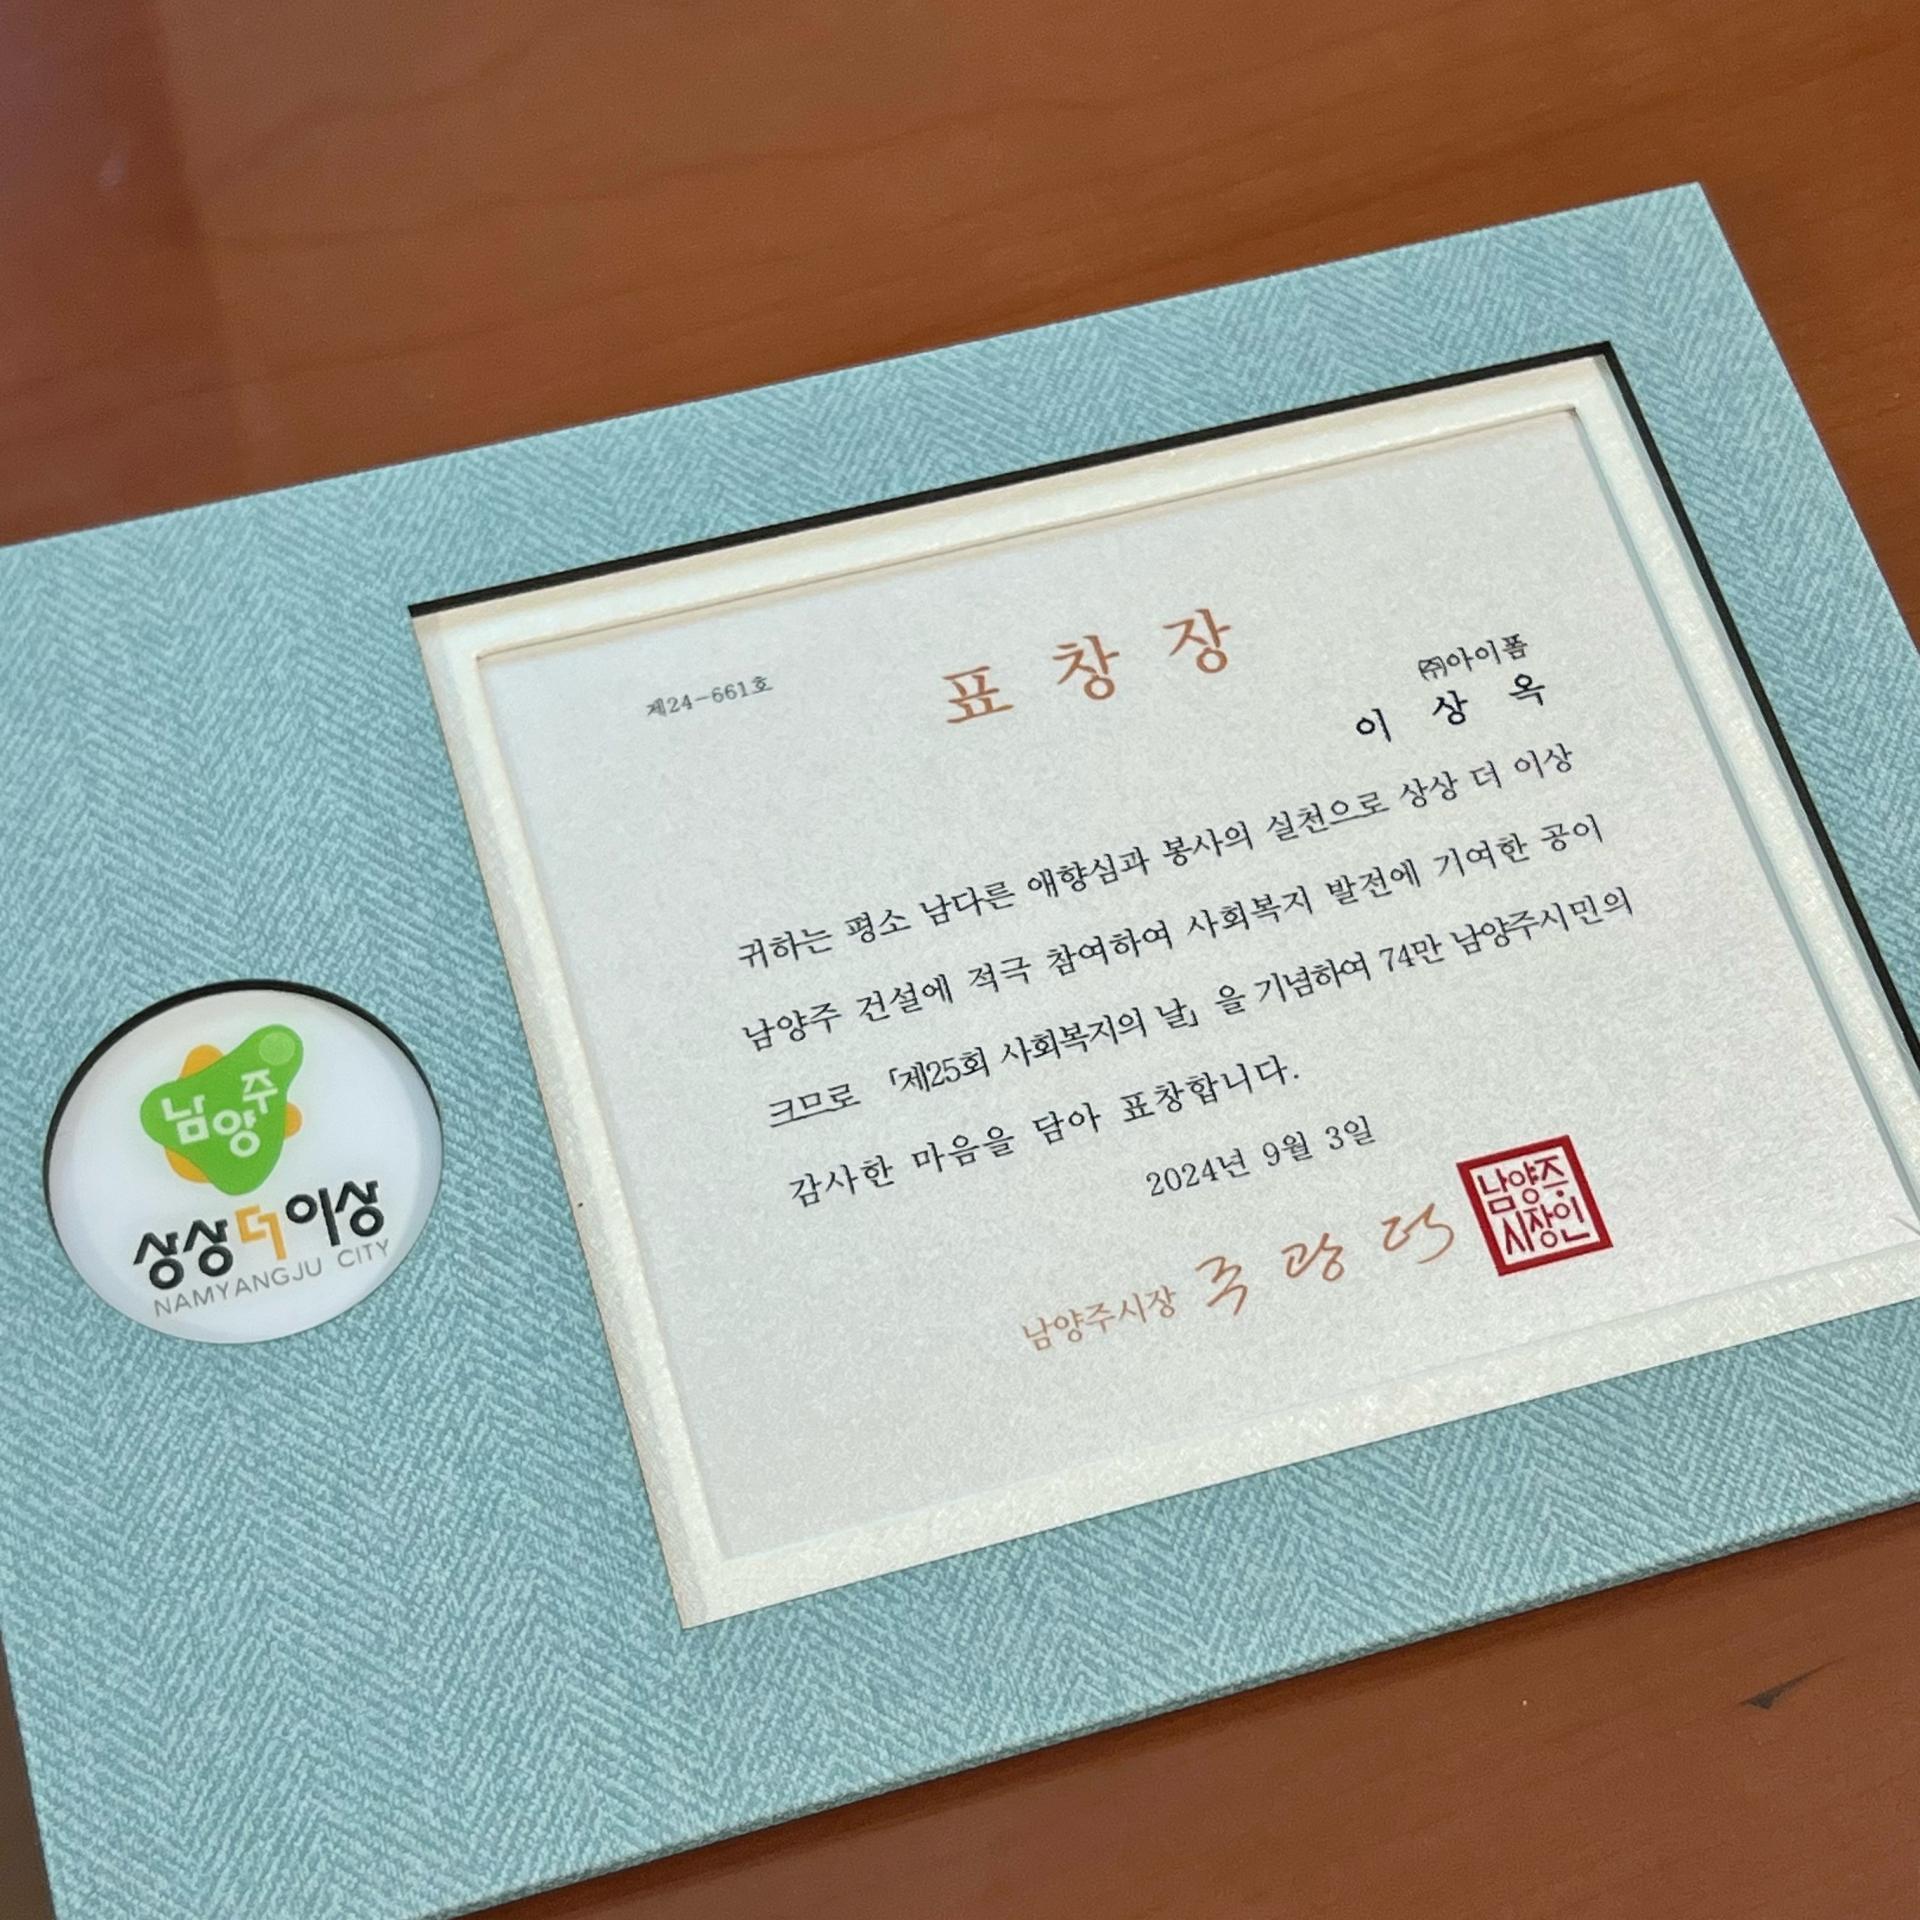 제24-661호
표 창 장
㈜아이폼
이 상 옥
귀하는 평소 남다른 애향심과 봉사의 실천으로 상상 더 이상
남양주 건설에 적극 참여하여 사회복지 발전에 기여한 공이
크므로 「제25회 사회복지의 날」을 기념하여 74만 남양주시민의
감사한 마음을 담아 표창합니다.
2024년 9월 3일
남양주시장 주 광 덕
남양주
시장인
남양주
상상더이상
NAMYANGJU CITY